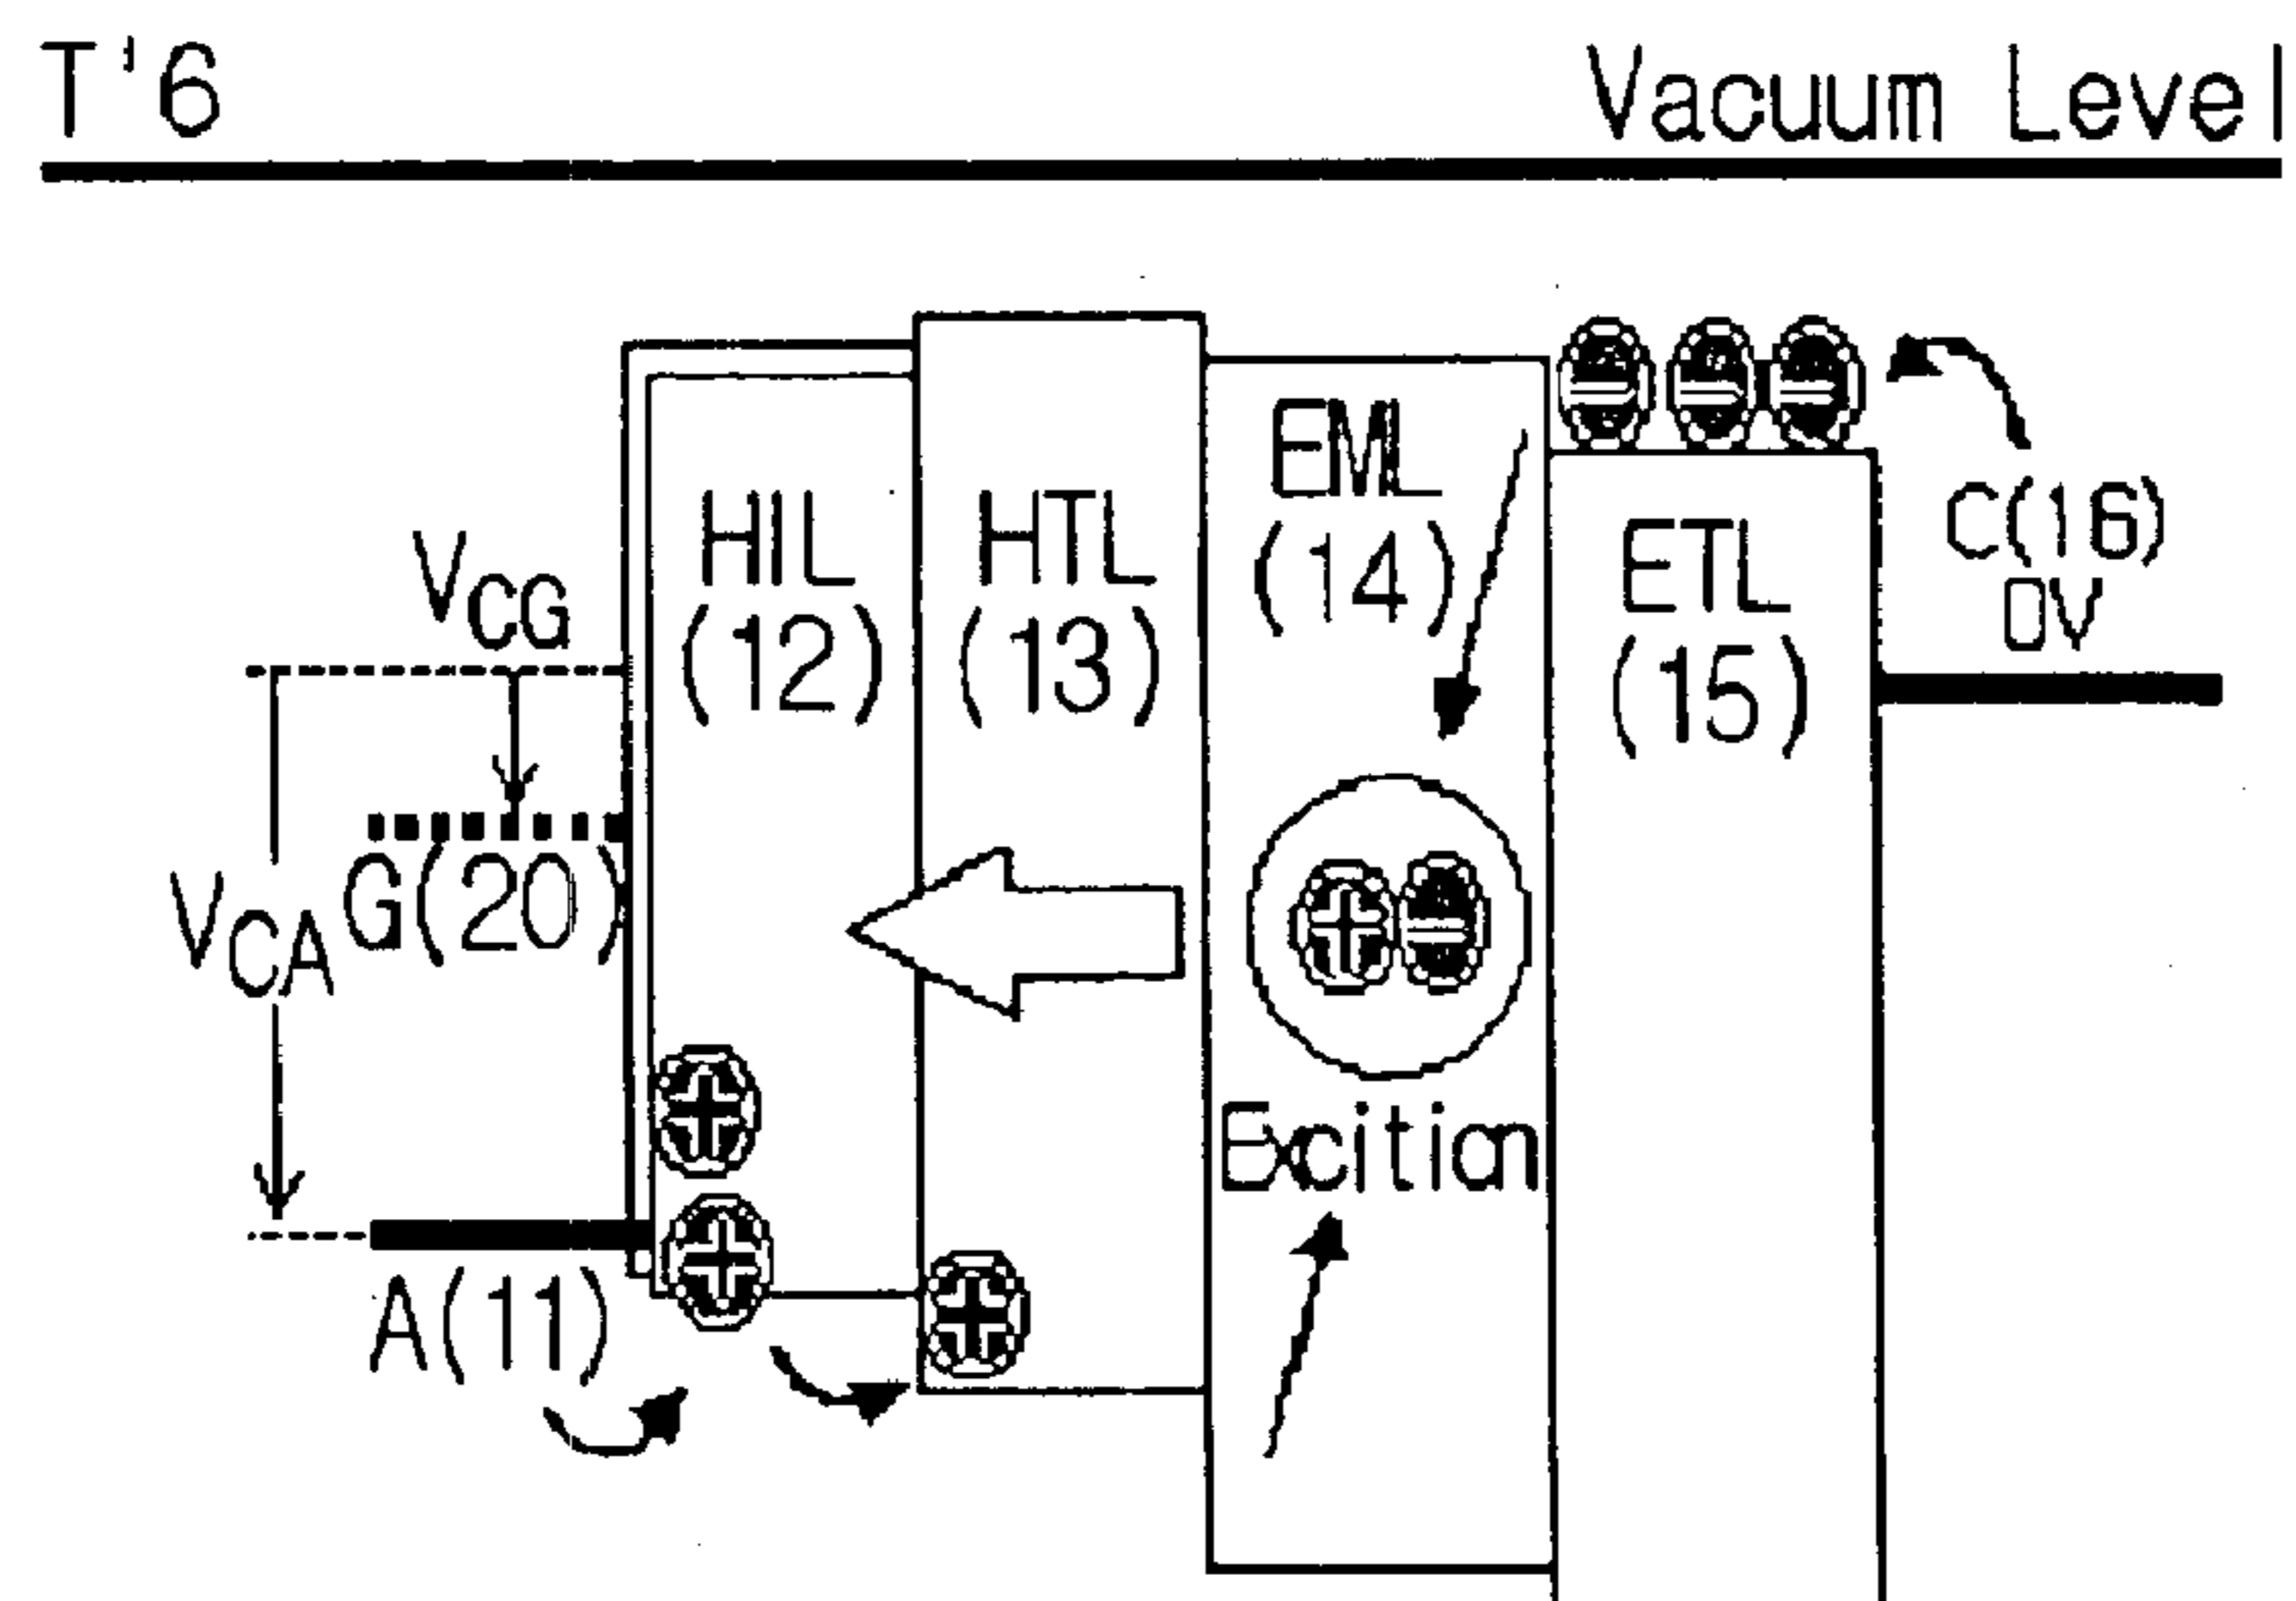 T'6
Vacuum Level
EML
(14)
HIL
(12)
HTL
(13)
ETL
(15)
C(16)
0V
VCG
G(20)
VCA
Excition
A(11)